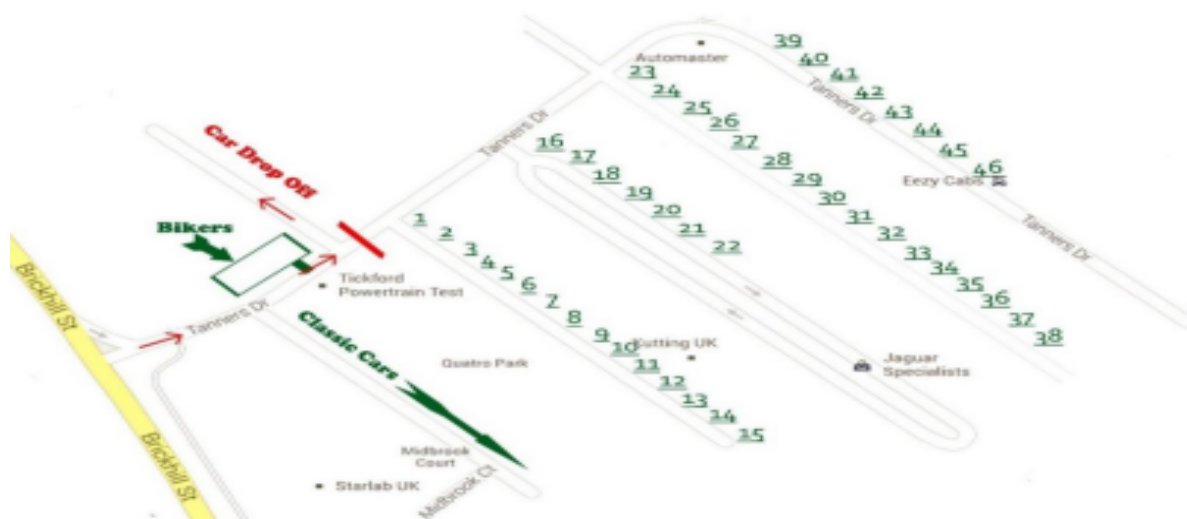 39
40
41
42
43
44
45
46
Automaster
Tanners Dr
23
24
25
26
27
28
29
30
31
32
33
34
35
36
37
38
Eezy Cabs
Tanners Dr
Tanners Dr
16
17
18
19
20
21
22
Car Drop Off
Bikers
1
2
3
4
5
6
7
8
9
10
11
12
13
14
15
Tickford
Powertrain Test
Tanners Dr
Brickhill St
Classic Cars
Quatro Park
Kutting UK
Jaguar
Specialists
Midbrook
Court
Midbrook Ct
Starlab UK
Brickhill St